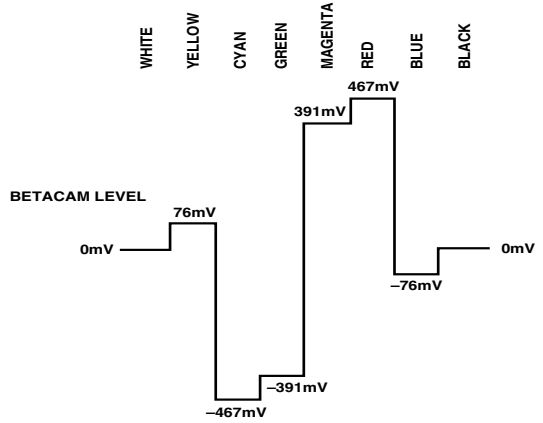 WHITE
YELLOW
CYAN
GREEN
MAGENTA
RED
BLUE
BLACK
467mV
391mV
BETACAM LEVEL
76mV
0mV
0mV
–76mV
–391mV
–467mV